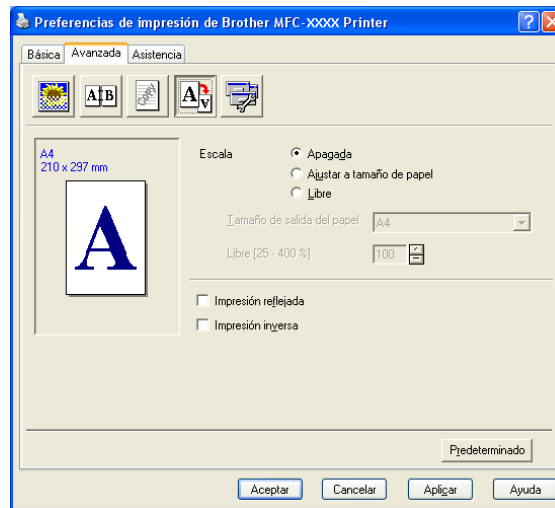 Preferencias de impresión de Brother MFC-XXXX Printer
Básica Avanzada Asistencia
A B
A
A4
210 x 297 mm
A
Escala
Apagada
Ajustar a tamaño de papel
Libre
Tamaño de salida del papel A4
Libre [25 - 400 %] 100
Impresión reflejada
Impresión inversa
Predeterminado
Aceptar Cancelar Aplicar Ayuda